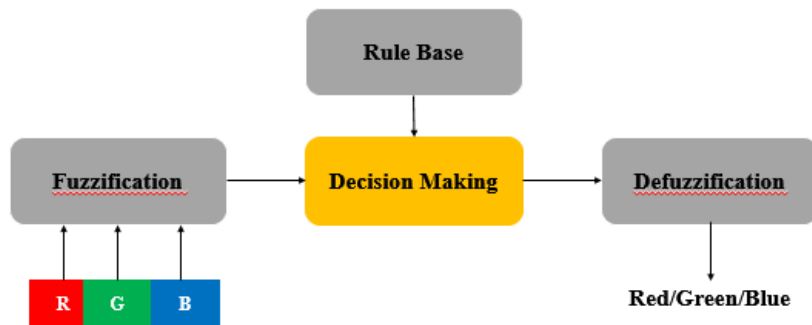 Rule Base
Fuzzification
Decision Making
Defuzzification
R G B
Red/Green/Blue